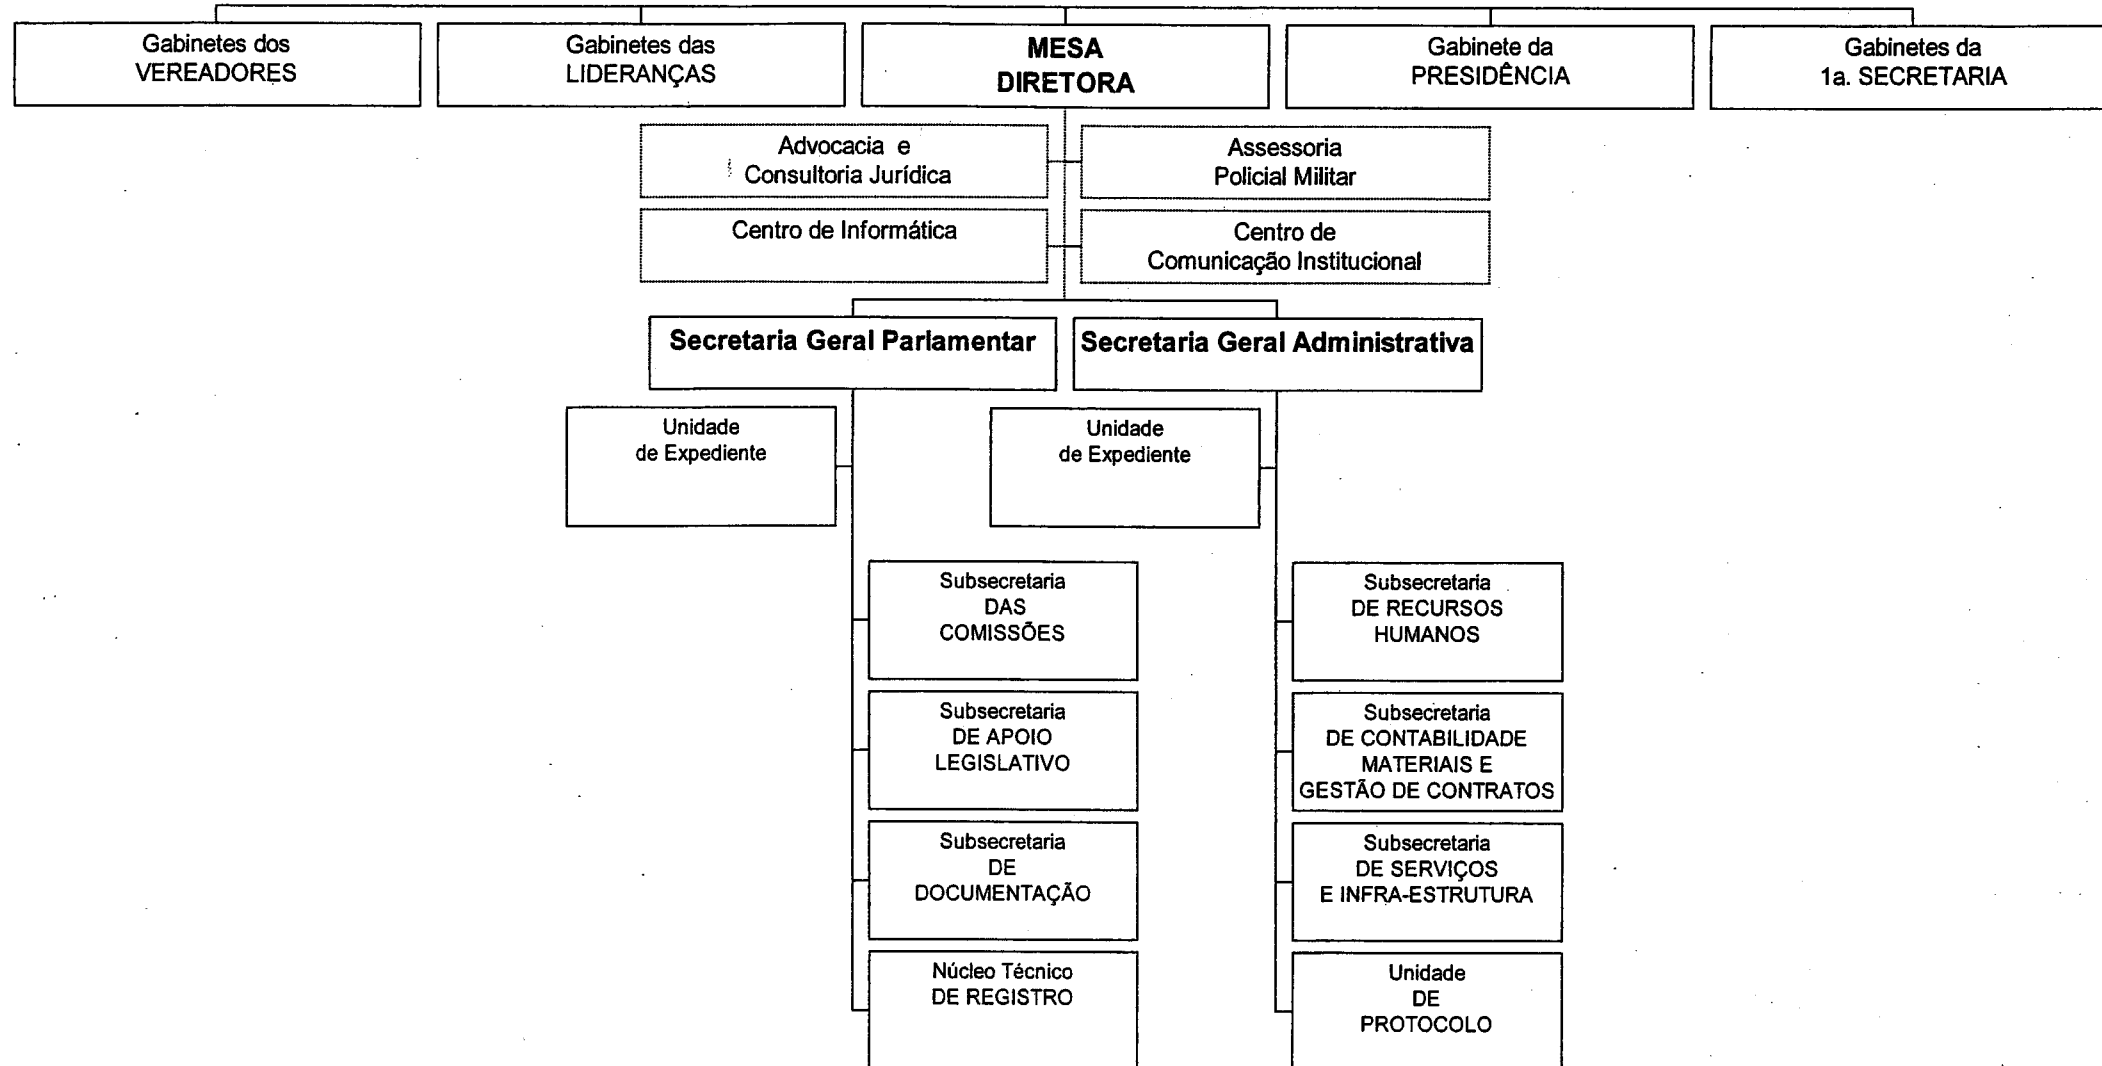 Gabinetes dos
VEREADORES
Gabinetes das
LIDERANÇAS
MESA
DIRETORA
Gabinete da
PRESIDÊNCIA
Gabinetes da
1a. SECRETARIA
Advocacia e
Consultoria Jurídica
Assessoria
Policial Militar
Centro de Informática
Centro de
Comunicação Institucional
Secretaria Geral Parlamentar
Secretaria Geral Administrativa
Unidade
de Expediente
Unidade
de Expediente
Subsecretaria
DAS
COMISSÕES
Subsecretaria
DE RECURSOS
HUMANOS
Subsecretaria
DE APOIO
LEGISLATIVO
Subsecretaria
DE CONTABILIDADE
MATERIAIS E
GESTÃO DE CONTRATOS
Subsecretaria
DE
DOCUMENTAÇÃO
Subsecretaria
DE SERVIÇOS
E INFRA-ESTRUTURA
Núcleo Técnico
DE REGISTRO
Unidade
DE
PROTOCOLO